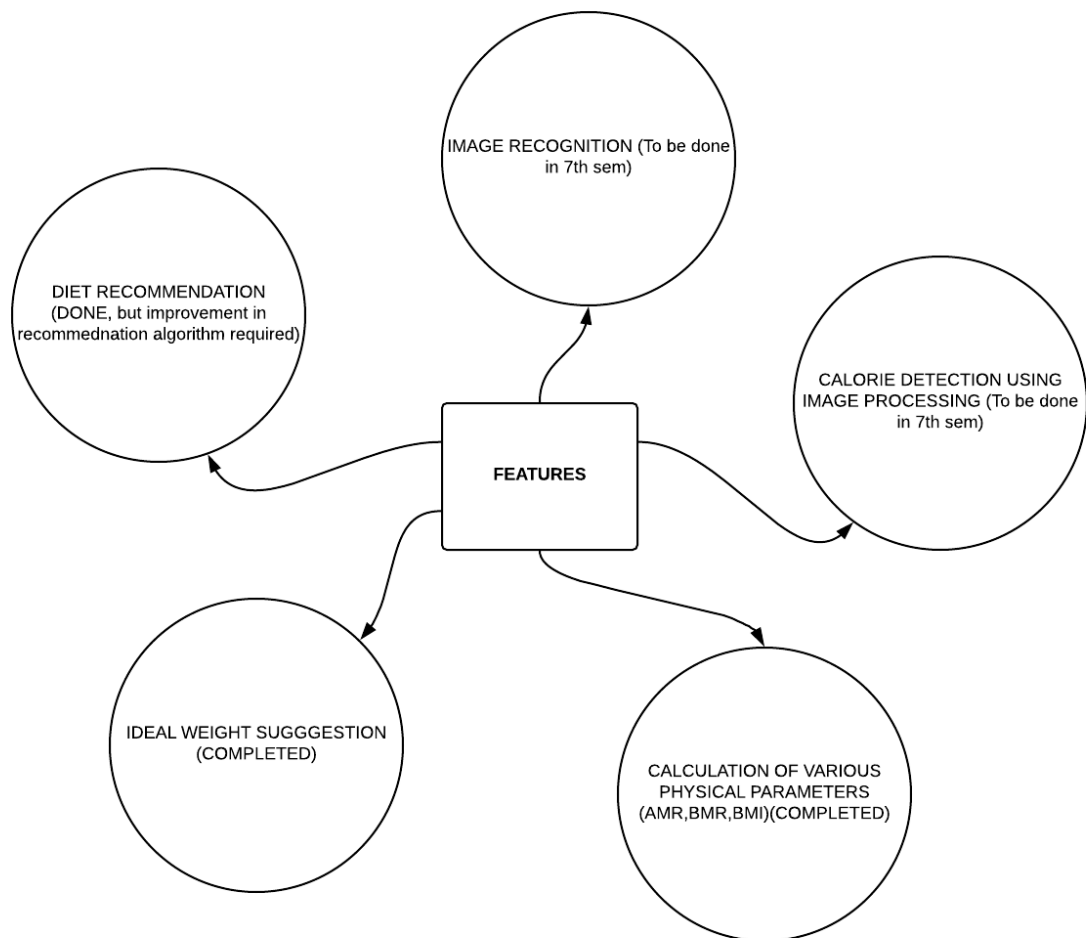 IMAGE RECOGNITION (To be done
in 7th sem)
DIET RECOMMENDATION
(DONE, but improvement in
recommednation algorithm required)
CALORIE DETECTION USING
IMAGE PROCESSING (To be done
in 7th sem)
FEATURES
IDEAL WEIGHT SUGGGESTION
(COMPLETED)
CALCULATION OF VARIOUS
PHYSICAL PARAMETERS
(AMR,BMR,BMI)(COMPLETED)